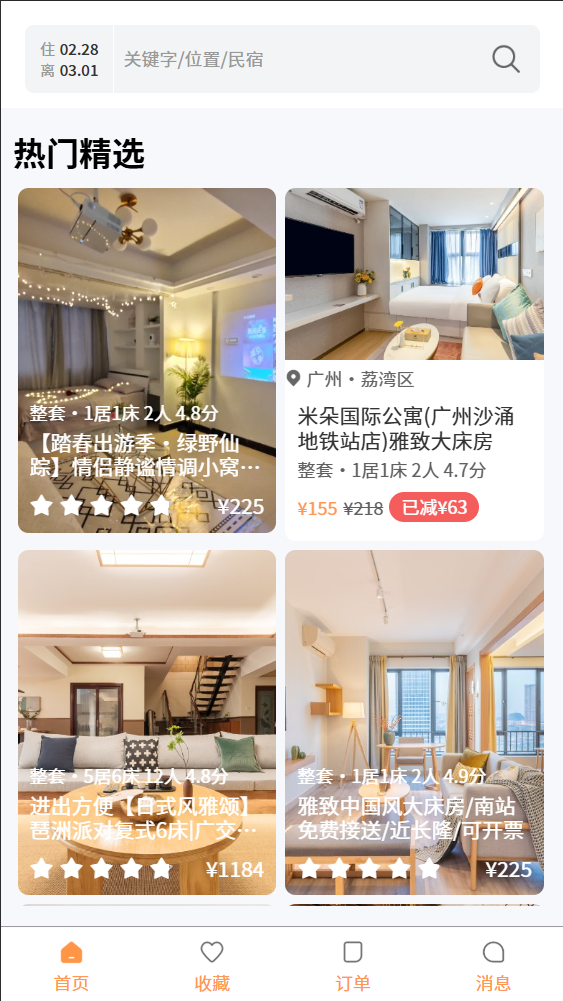 住 02.28
离 03.01
关键字/位置/民宿
热门精选
整套·1居1床 2人 4.8分
【踏春出游季·绿野仙
踪】情侣静谧情调小窝…
¥225
广州·荔湾区
米朵国际公寓(广州沙涌
地铁站店)雅致大床房
整套·1居1床 2人 4.7分
¥155 ¥218 已减¥63
整套·5居6床 12人 4.8分
进出方便【日式风雅颂】
琶洲派对复式6床|广交…
¥1184
整套·1居1床 2人 4.9分
雅致中国风大床房/南站
免费接送/近长隆/可开票
¥225
首页
收藏
订单
消息